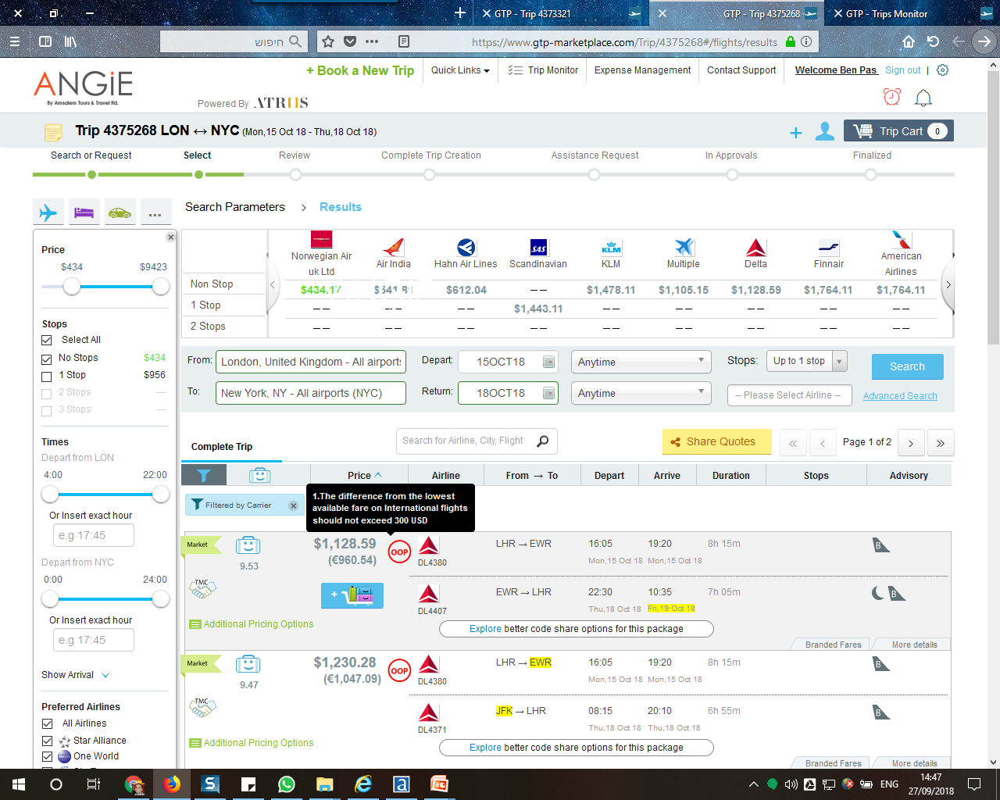 GTP - Trip 4373321
GTP - Trip 4375268
GTP - Trips Monitor
חיפוש
https://www.gtp-marketplace.com/Trip/4375268#/flights/results
ANGiE
By Amsalem Tours & Travel ltd.
Powered By ATRIIS
+ Book a New Trip
Quick Links
Trip Monitor
Expense Management
Contact Support
Welcome Ben Pas
Sign out |
Trip 4375268 LON ↔ NYC (Mon,15 Oct 18 - Thu,18 Oct 18)
+
Trip Cart 0
Search or Request
Select
Review
Complete Trip Creation
Assistance Request
In Approvals
Finalized
...
Search Parameters > Results
Price
$434 $9423
Stops
Select All
No Stops $434
1 Stop $956
2 Stops ---
3 Stops ---
Times
Depart from LON
4:00 22:00
Or Insert exact hour
e.g 17:45
Depart from NYC
0:00 24:00
Or Insert exact hour
e.g 17:45
Show Arrival
Preferred Airlines
All Airlines
Star Alliance
One World
Norwegian Air uk Ltd
Air India
Hahn Air Lines
SAS
Scandinavian
KLM
KLM
Multiple
Delta
Finnair
American Airlines
Non Stop $434.17 $541.81 $612.04 -- $1,478.11 $1,105.15 $1,128.59 $1,764.11 $1,764.11
1 Stop -- -- -- $1,443.11 -- -- -- -- --
2 Stops -- -- -- -- -- -- -- -- --
From: London, United Kingdom - All airports
Depart: 15OCT18 Anytime
Stops: Up to 1 stop
Search
To: New York, NY - All airports (NYC)
Return: 18OCT18 Anytime
-- Please Select Airline --
Advanced Search
Complete Trip
Search for Airline, City, Flight
Share Quotes
« ‹ Page 1 of 2 › »
Price Airline From → To Depart Arrive Duration Stops Advisory
Filtered by Carrier
1.The difference from the lowest
available fare on International flights
should not exceed 300 USD
Market
9.53
TMC
$1,128.59
(€960.54)
OOP
+
DL4380
LHR → EWR 16:05 19:20 8h 15m
Mon,15 Oct 18 Mon,15 Oct 18
B
DL4407
EWR → LHR 22:30 10:35 7h 05m
Thu,18 Oct 18 Fri,19 Oct 18
B
Additional Pricing Options
Explore better code share options for this package
Branded Fares More details
Market
9.47
TMC
$1,230.28
(€1,047.09)
OOP
DL4380
LHR → EWR 16:05 19:20 8h 15m
Mon,15 Oct 18 Mon,15 Oct 18
B
DL4371
JFK → LHR 08:15 20:10 6h 55m
Thu,18 Oct 18 Thu,18 Oct 18
B
Additional Pricing Options
Explore better code share options for this package
Branded Fares More details
ENG
14:47
27/09/2018